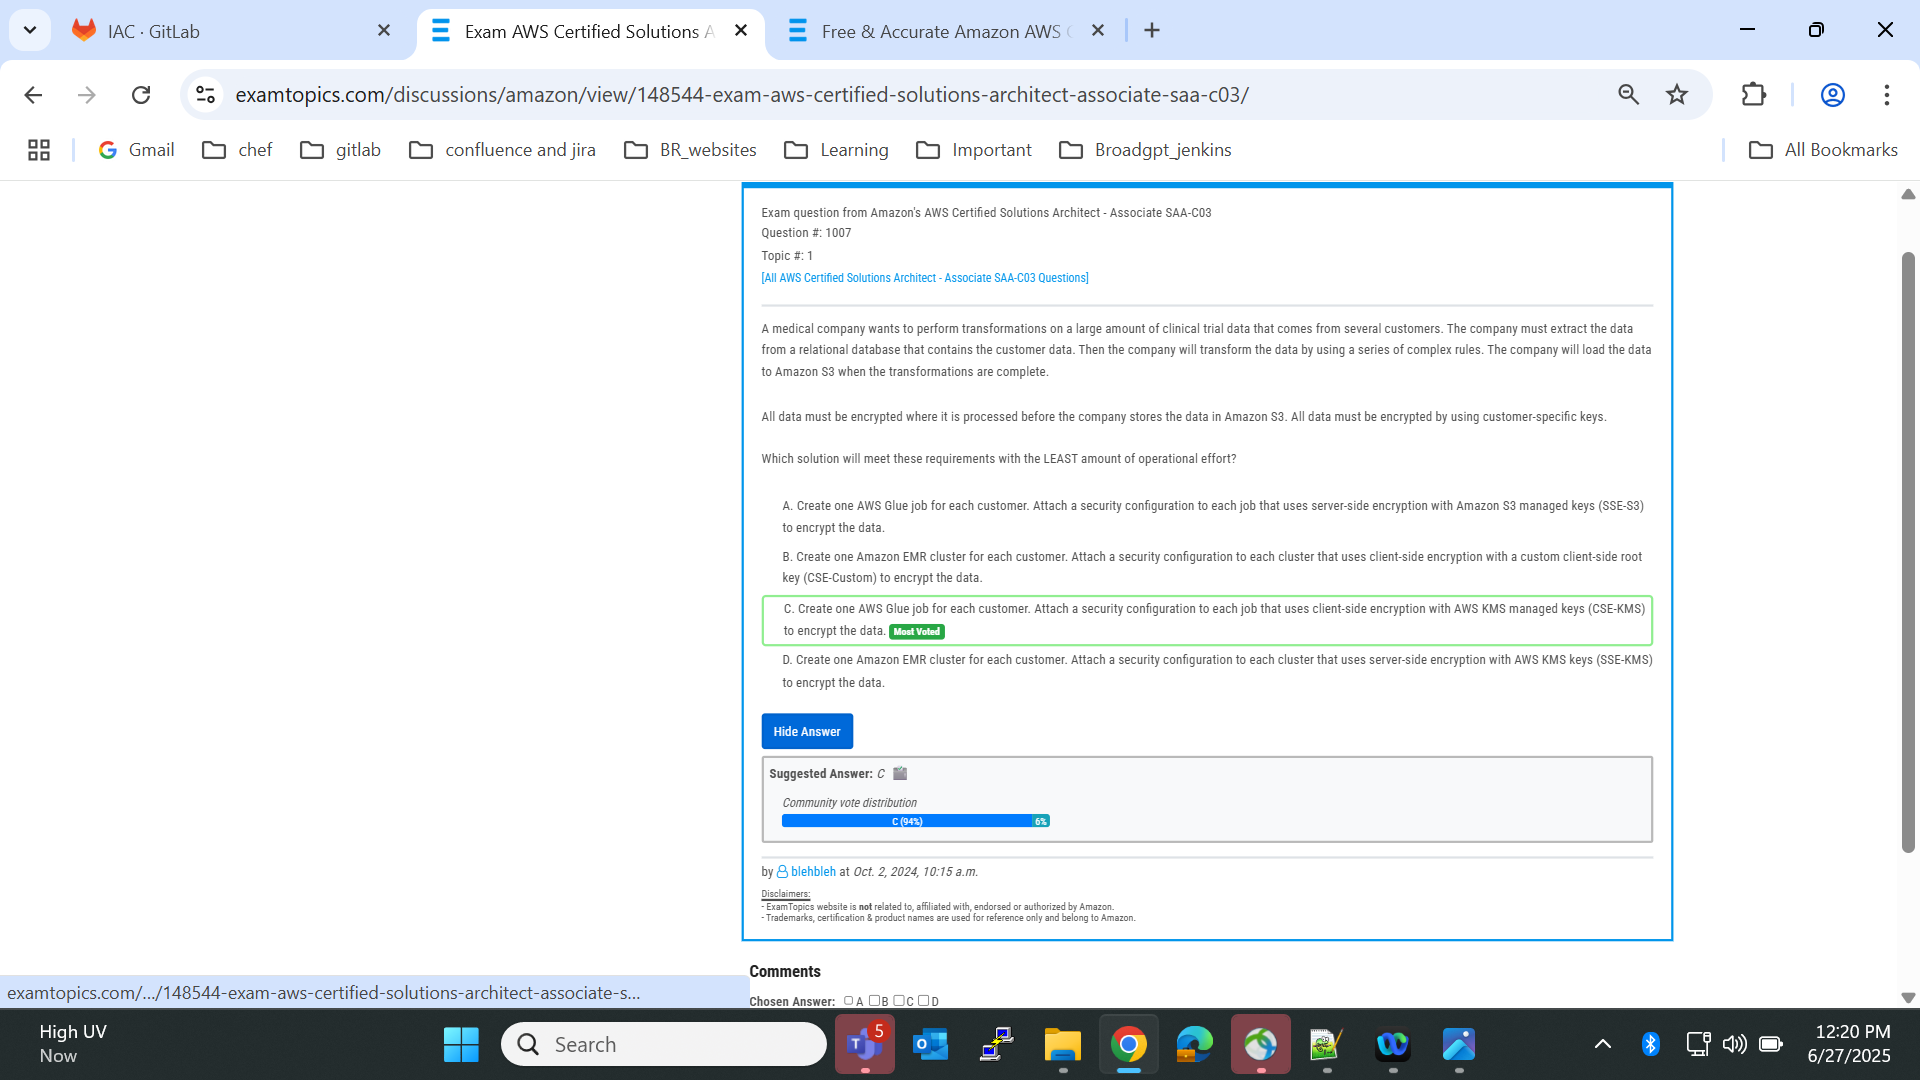 IAC · GitLab
Exam AWS Certified Solutions A
Free & Accurate Amazon AWS
examtopics.com/discussions/amazon/view/148544-exam-aws-certified-solutions-architect-associate-saa-c03/
Gmail
chef
gitlab
confluence and jira
BR_websites
Learning
Important
Broadgpt_jenkins
All Bookmarks
Exam question from Amazon's AWS Certified Solutions Architect - Associate SAA-C03
Question #: 1007
Topic #: 1
[All AWS Certified Solutions Architect - Associate SAA-C03 Questions]
A medical company wants to perform transformations on a large amount of clinical trial data that comes from several customers. The company must extract the data
from a relational database that contains the customer data. Then the company will transform the data by using a series of complex rules. The company will load the data
to Amazon S3 when the transformations are complete.
All data must be encrypted where it is processed before the company stores the data in Amazon S3. All data must be encrypted by using customer-specific keys.
Which solution will meet these requirements with the LEAST amount of operational effort?
A. Create one AWS Glue job for each customer. Attach a security configuration to each job that uses server-side encryption with Amazon S3 managed keys (SSE-S3)
to encrypt the data.
B. Create one Amazon EMR cluster for each customer. Attach a security configuration to each cluster that uses client-side encryption with a custom client-side root
key (CSE-Custom) to encrypt the data.
C. Create one AWS Glue job for each customer. Attach a security configuration to each job that uses client-side encryption with AWS KMS managed keys (CSE-KMS)
to encrypt the data. Most Voted
D. Create one Amazon EMR cluster for each customer. Attach a security configuration to each cluster that uses server-side encryption with AWS KMS keys (SSE-KMS)
to encrypt the data.
Hide Answer
Suggested Answer: C
Community vote distribution
C (94%) 6%
by blehbleh at Oct. 2, 2024, 10:15 a.m.
Disclaimers:
- ExamTopics website is not related to, affiliated with, endorsed or authorized by Amazon.
- Trademarks, certification & product names are used for reference only and belong to Amazon.
Comments
Chosen Answer: A B C D
examtopics.com/.../148544-exam-aws-certified-solutions-architect-associate-s...
High UV
Now
Search
5
12:20 PM
6/27/2025